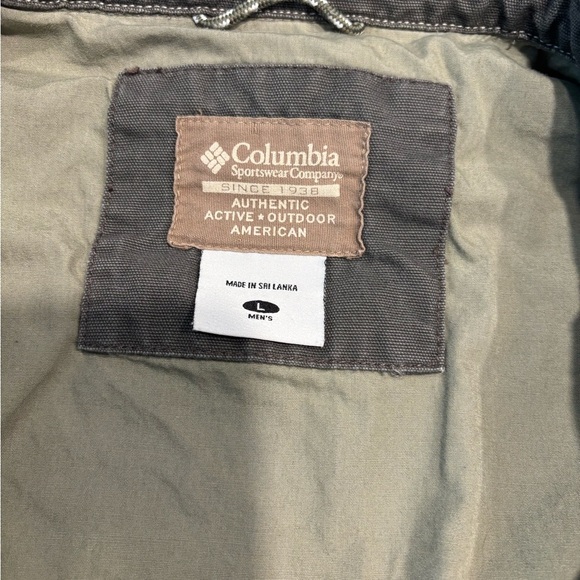 Columbia
Sportswear Company®
SINCE 1938
AUTHENTIC
ACTIVE ★ OUTDOOR
AMERICAN
MADE IN SRI LANKA
L
MEN'S